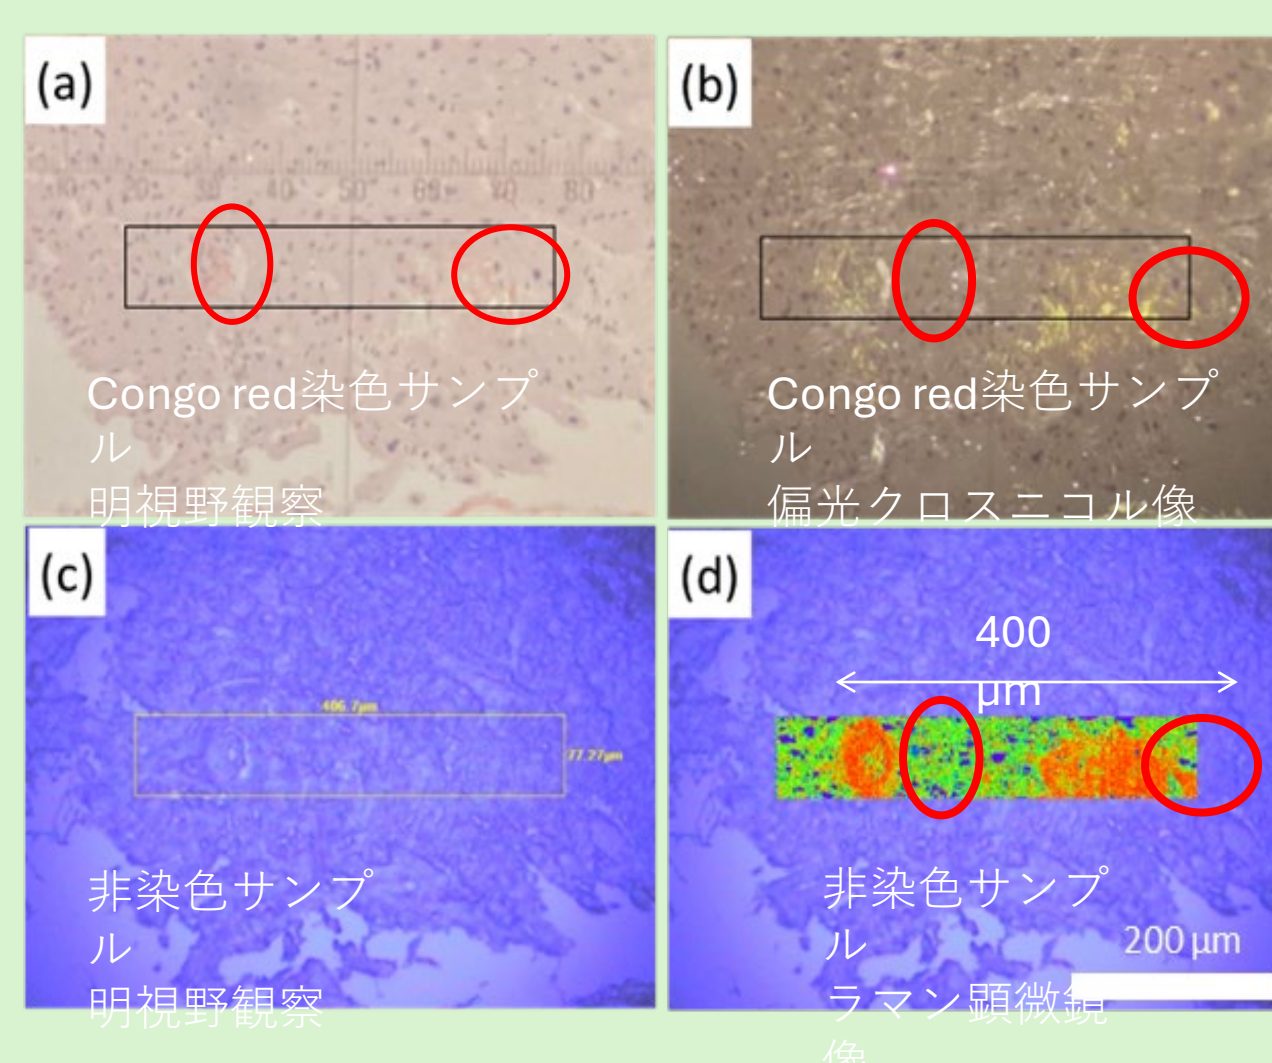 (a)
10 20 30 40 50 60 70 80 9
Congo red染色サンプ
ル
明視野観察
(b)
Congo red染色サンプ
ル
偏光クロスニコル像
(c)
406.7μm
77.27μm
非染色サンプ
ル
明視野観察
(d)
400
μm
非染色サンプ
ル
200 μm
ラマン顕微鏡
像